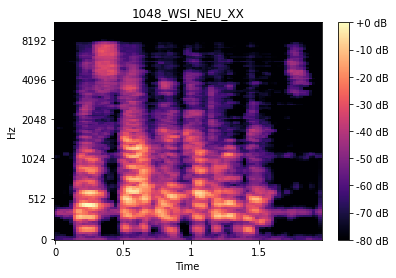 1048_WSI_NEU_XX
+0 dB
8192
-10 dB
4096
-20 dB
-30 dB
2048
Hz
-40 dB
1024
-50 dB
512
-60 dB
-70 dB
0
-80 dB
0
0.5
1
1.5
Time